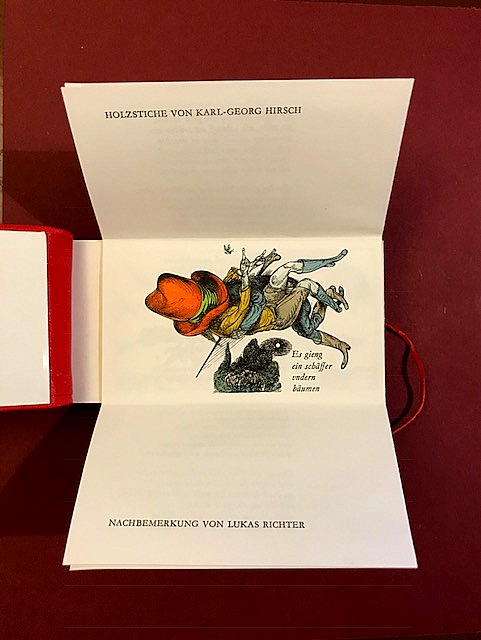 HOLZSTICHE VON KARL-GEORG HIRSCH
Es gieng
ein schäffer
vndern
bäumen
NACHBEMERKUNG VON LUKAS RICHTER